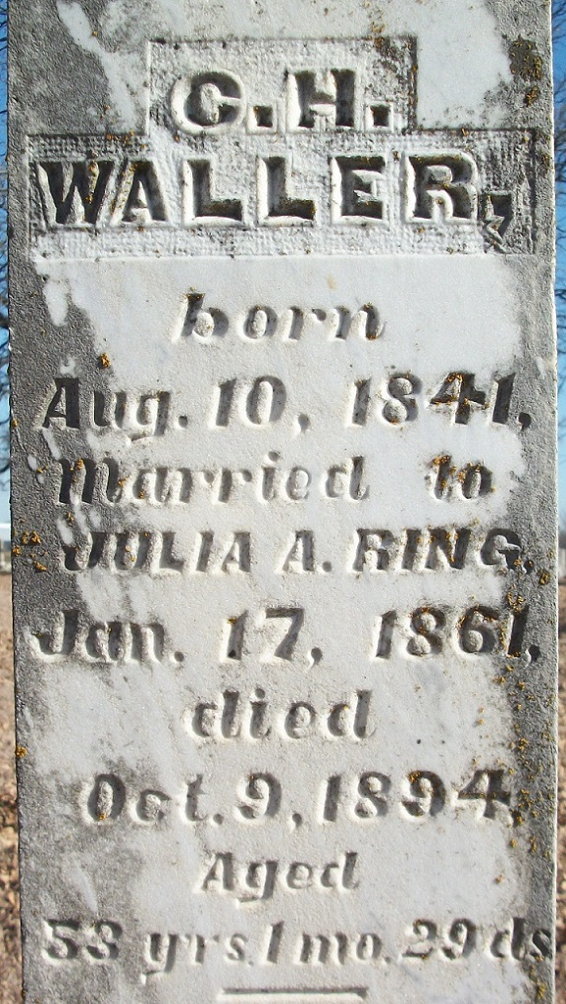 C.H.
WALLER,
born
Aug. 10, 1841,
Married to
JULIA A. RING,
Jan. 17, 1861,
died
Oct. 9, 1894,
Aged
53 yrs. 1 mo. 29 ds